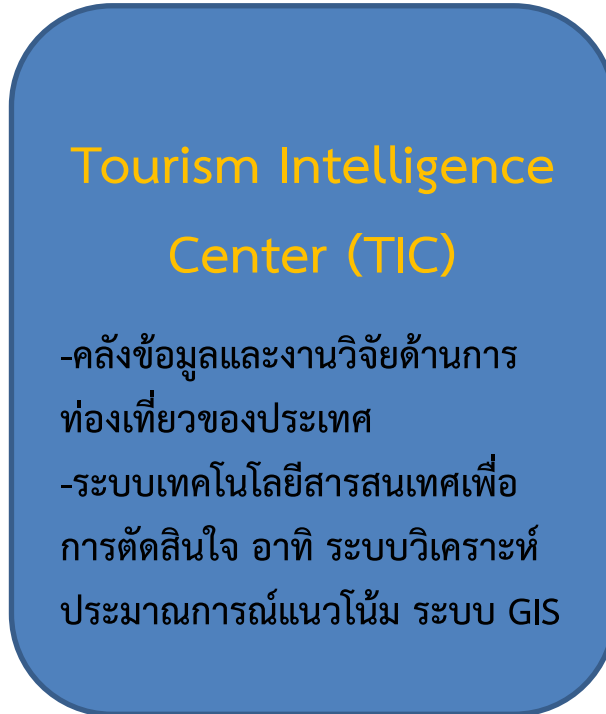 Tourism Intelligence
Center (TIC)
-คลังข้อมูลและงานวิจัยด้านการ
ท่องเที่ยวของประเทศ
-ระบบเทคโนโลยีสารสนเทศเพื่อ
การตัดสินใจ อาทิ ระบบวิเคราะห์
ประมาณการณ์แนวโน้ม ระบบ GIS